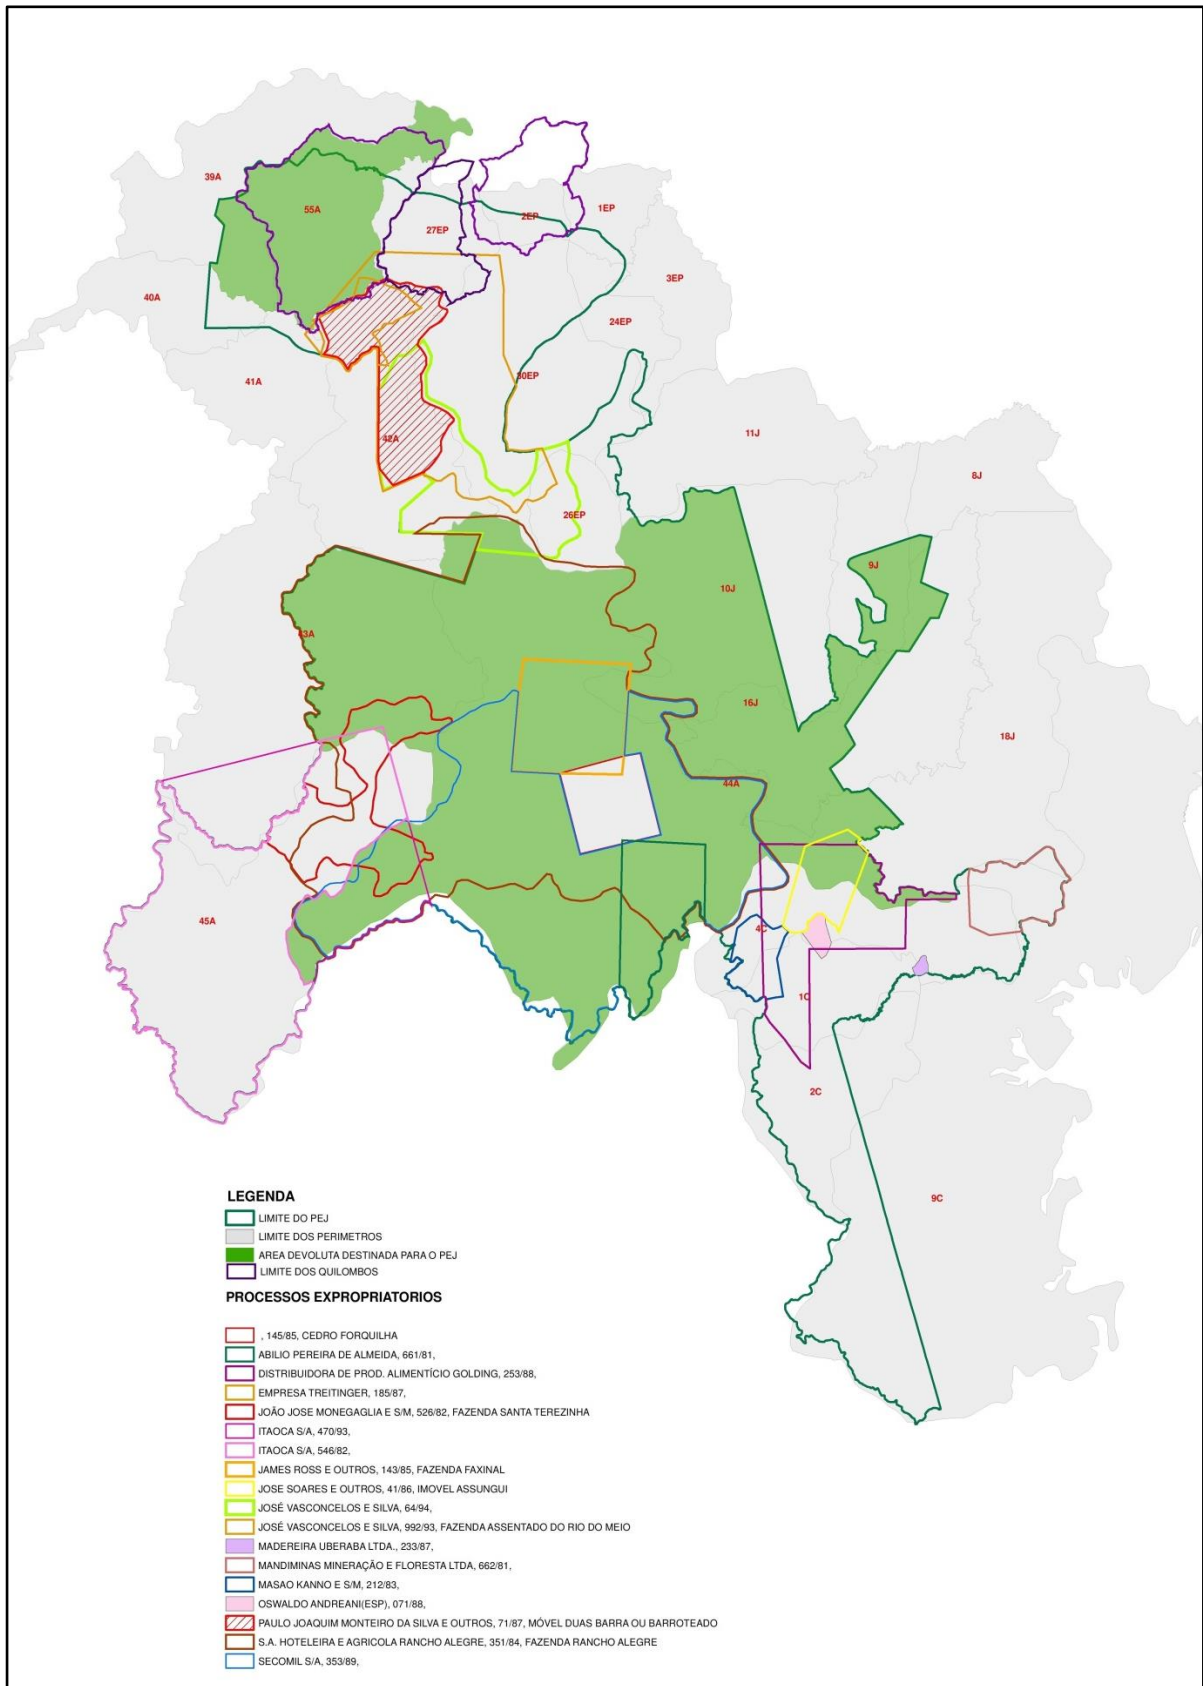 39A
55A
27EP
2EP
1EP
3EP
40A
24EP
41A
30EP
42A
11J
8J
26EP
9J
10J
63A
16J
18J
44A
45A
4C
1C
2C
9C
LEGENDA
LIMITE DO PEJ
LIMITE DOS PERIMETROS
AREA DEVOLUTA DESTINADA PARA O PEJ
LIMITE DOS QUILOMBOS
PROCESSOS EXPROPRIATORIOS
, 145/85, CEDRO FORQUILHA
ABILIO PEREIRA DE ALMEIDA, 661/81,
DISTRIBUIDORA DE PROD. ALIMENTÍCIO GOLDING, 253/88,
EMPRESA TREITINGER, 185/87,
JOÃO JOSE MONEGAGLIA E S/M, 526/82, FAZENDA SANTA TEREZINHA
ITAOCA S/A, 470/93,
ITAOCA S/A, 546/82,
JAMES ROSS E OUTROS, 143/85, FAZENDA FAXINAL
JOSE SOARES E OUTROS, 41/86, IMOVEL ASSUNGUI
JOSÉ VASCONCELOS E SILVA, 64/94,
JOSÉ VASCONCELOS E SILVA, 992/93, FAZENDA ASSENTADO DO RIO DO MEIO
MADEREIRA UBERABA LTDA., 233/87,
MANDIMINAS MINERAÇÃO E FLORESTA LTDA, 662/81,
MASAO KANNO E S/M, 212/83,
OSWALDO ANDREANI(ESP), 071/88,
PAULO JOAQUIM MONTEIRO DA SILVA E OUTROS, 71/87, MÓVEL DUAS BARRA OU BARROTEADO
S.A. HOTELEIRA E AGRICOLA RANCHO ALEGRE, 351/84, FAZENDA RANCHO ALEGRE
SECOMIL S/A, 353/89,